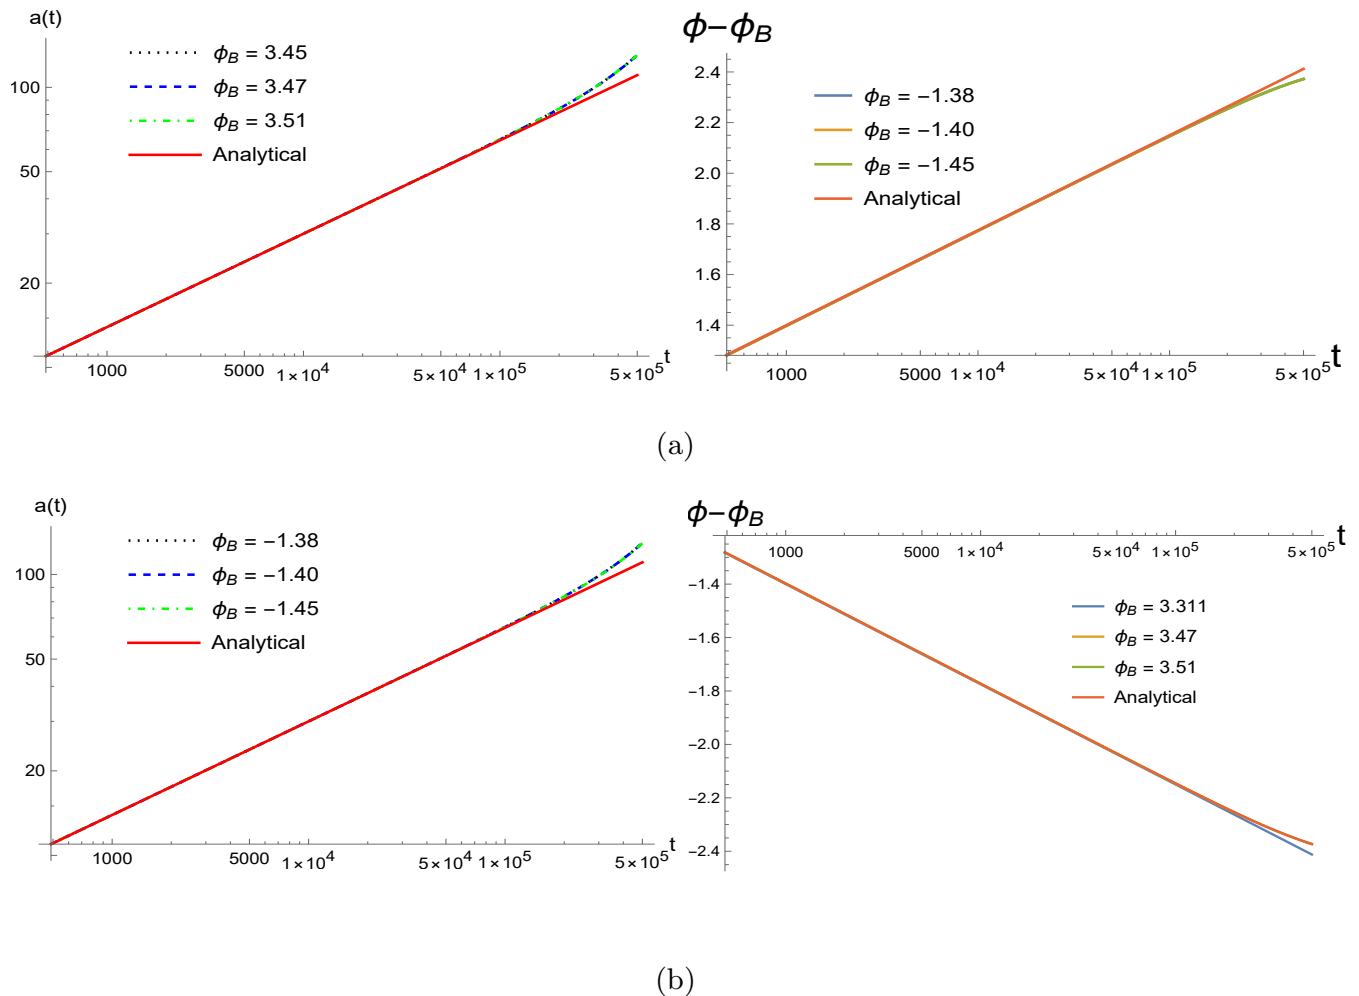 a(t)
ϕ_B = 3.45
ϕ_B = 3.47
ϕ_B = 3.51
Analytical
100
50
20
1000 5000 1×10^4 5×10^4 1×10^5 5×10^5 t
ϕ−ϕ_B
ϕ_B = −1.38
ϕ_B = −1.40
ϕ_B = −1.45
Analytical
2.4
2.2
2.0
1.8
1.6
1.4
1000 5000 1×10^4 5×10^4 1×10^5 5×10^5 t
(a)
a(t)
ϕ_B = −1.38
ϕ_B = −1.40
ϕ_B = −1.45
Analytical
100
50
20
1000 5000 1×10^4 5×10^4 1×10^5 5×10^5 t
ϕ−ϕ_B
1000 5000 1×10^4 5×10^4 1×10^5 5×10^5 t
−1.4
−1.6
−1.8
−2.0
−2.2
−2.4
ϕ_B = 3.311
ϕ_B = 3.47
ϕ_B = 3.51
Analytical
(b)